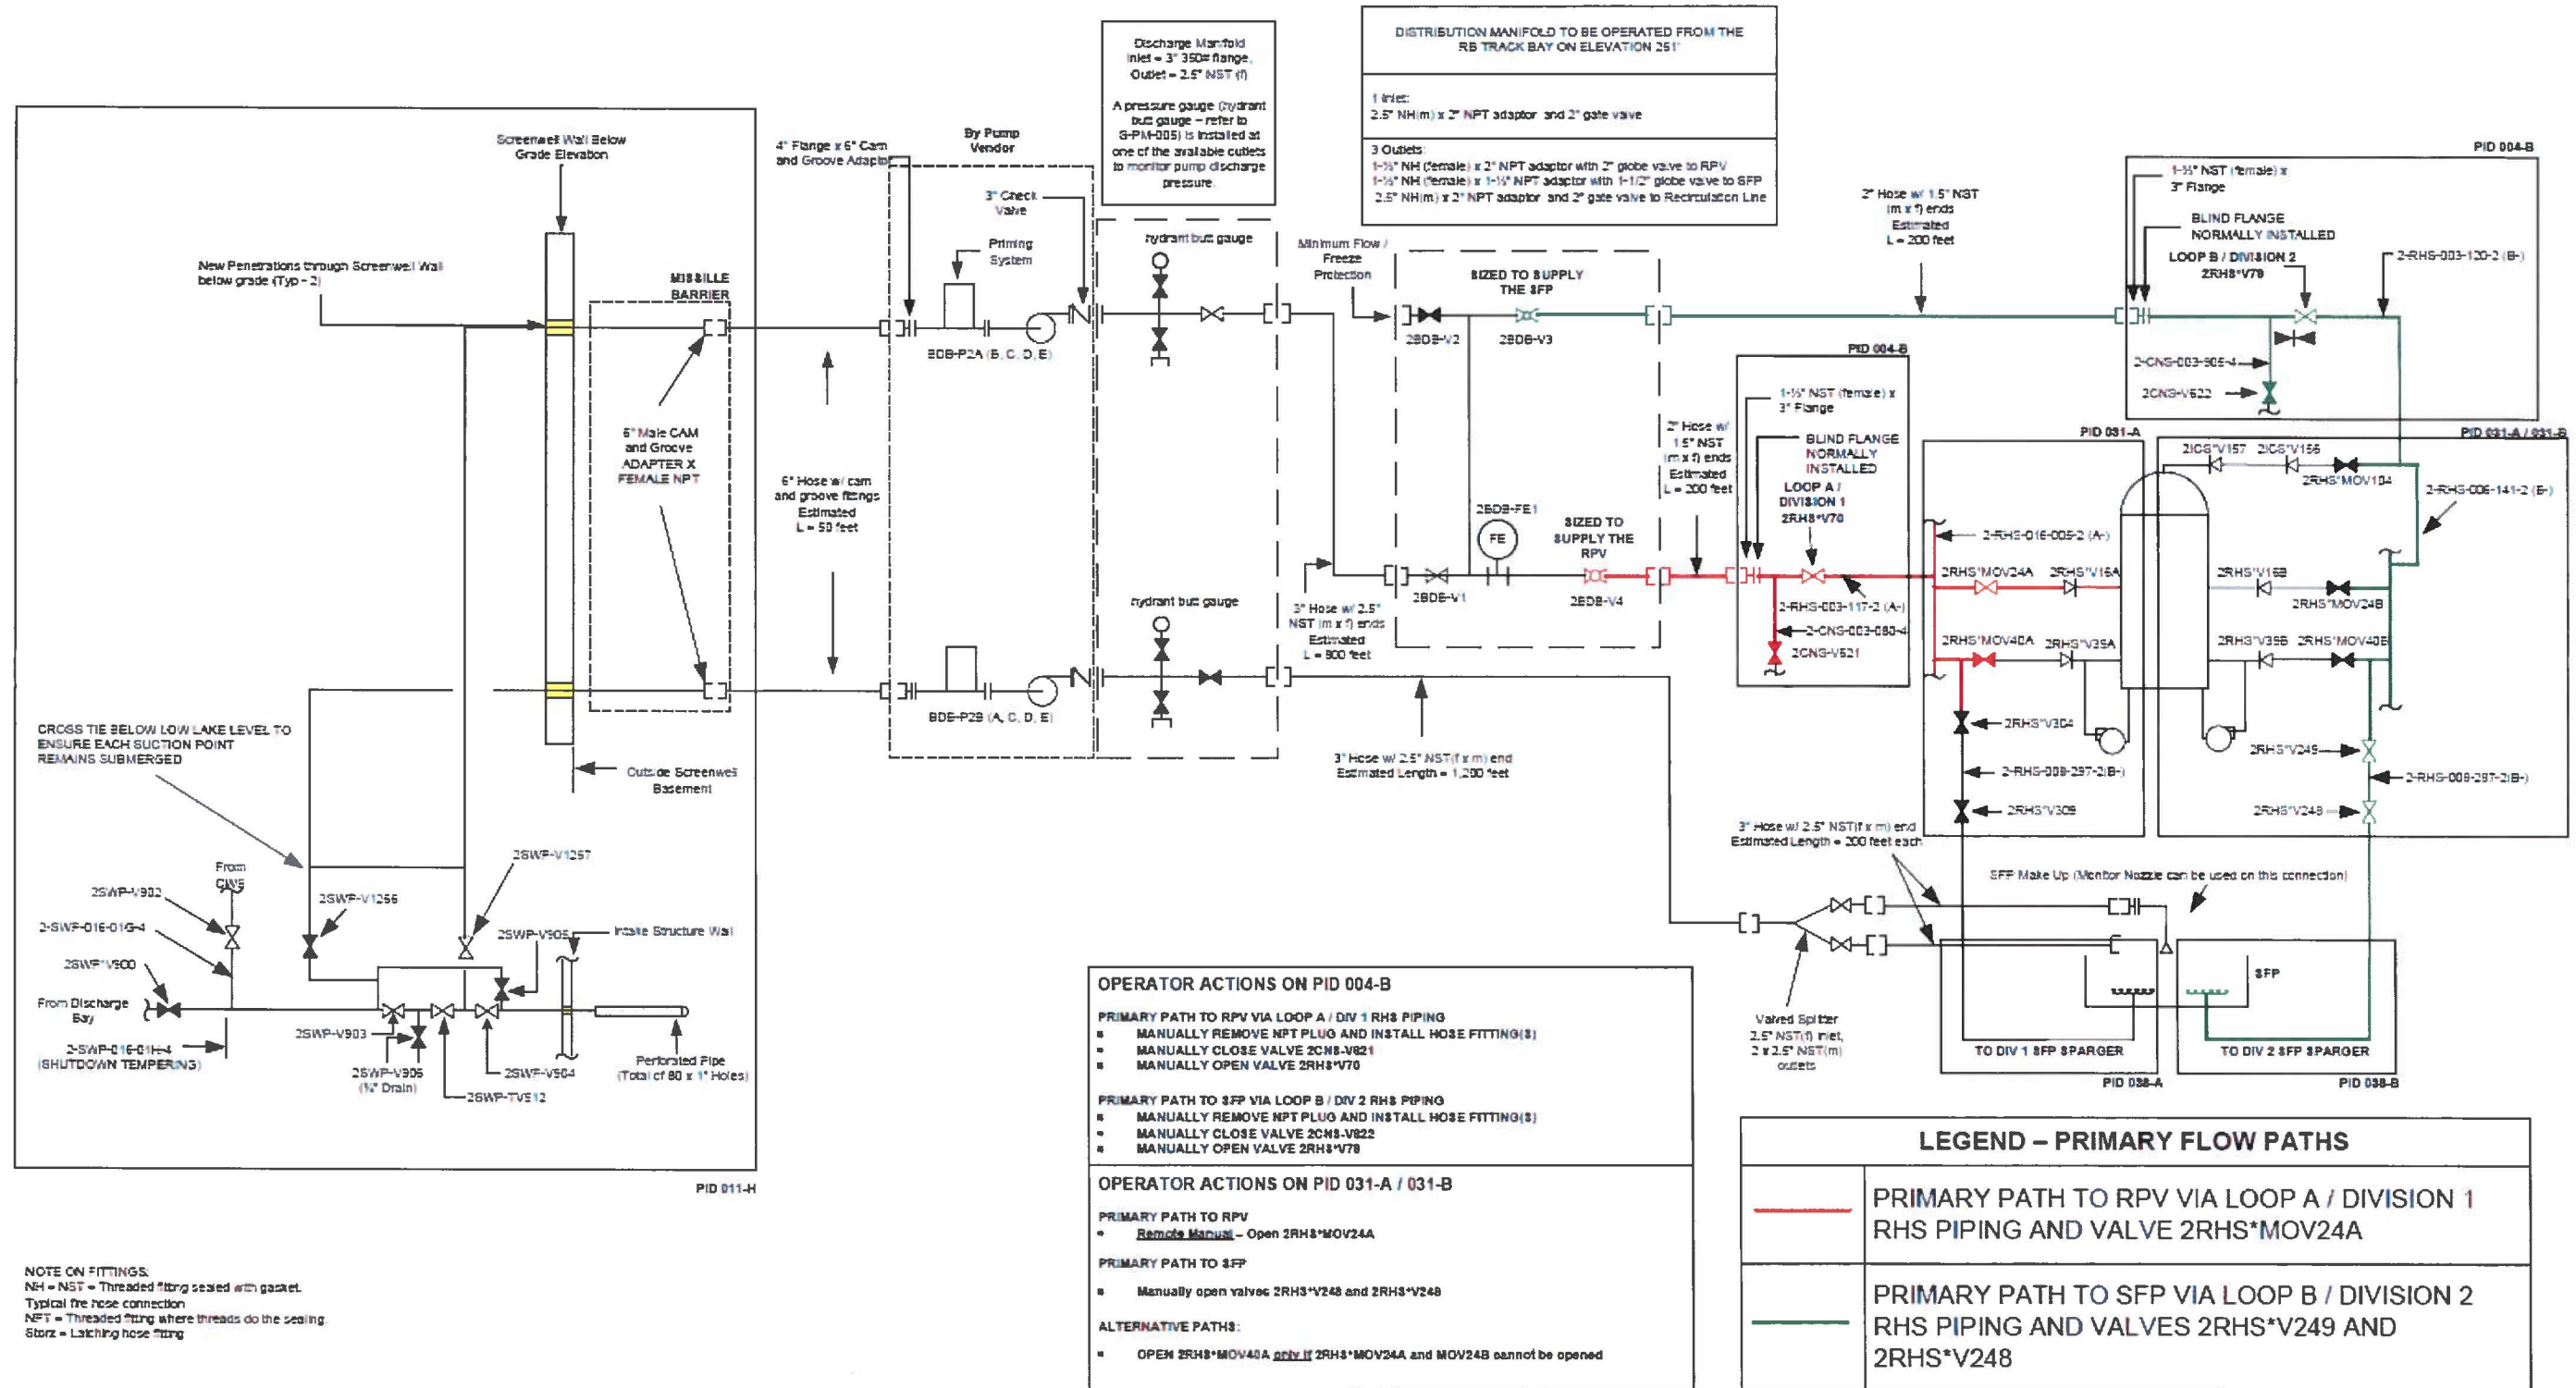 Discharge Manifold
Inlet = 3" 350# flange,
Outlet = 2.5" NST (f)
A pressure gauge (hydrant
butt gauge – refer to
S-PM-005) is installed at
one of the available outlets
to monitor pump discharge
pressure.
DISTRIBUTION MANIFOLD TO BE OPERATED FROM THE
RB TRACK BAY ON ELEVATION 261'
1 Inlet:
2.5" NH(m) x 2" NPT adaptor and 2" gate valve
3 Outlets:
1-½" NH (female) x 2" NPT adaptor with 2" globe valve to RPV
1-½" NH (female) x 1-½" NPT adaptor with 1-1/2" globe valve to SFP
2.5" NH(m) x 2" NPT adaptor and 2" gate valve to Recirculation Line
Screenwell Wall Below
Grade Elevation
New Penetrations through Screenwell Wall
below grade (Typ - 2)
MISSILLE
BARRIER
6" Male CAM
and Groove
ADAPTER X
FEMALE NPT
CROSS TIE BELOW LOW LAKE LEVEL TO
ENSURE EACH SUCTION POINT
REMAINS SUBMERGED
Outside Screenwell
Basement
From
CWS
2SWP-V902
2-SWP-016-01G-4
2SWP*V900
From Discharge
Bay
2-SWP-016-01H-4
(SHUTDOWN TEMPERING)
2SWP-V1266
2SWP-V1267
2SWP-V905
Intake Structure Wall
2SWP-V903
2SWP-V906
(¾" Drain)
2SWP-V904
2SWP-TV512
Perforated Pipe
(Total of 80 x 1" Holes)
PID 011-H
4" Flange x 6" Cam
and Groove Adaptor
By Pump
Vendor
3" Check
Valve
Priming
System
BDB-P2A (B, C, D, E)
6" Hose w/ cam
and groove fittings
Estimated
L = 50 feet
BDB-P2B (A, C, D, E)
hydrant butt gauge
hydrant butt gauge
Minimum Flow /
Freeze
Protection
SIZED TO SUPPLY
THE SFP
2BDB-V2
2BDB-V3
2BDB-FE1
FE
SIZED TO
SUPPLY THE
RPV
2BDB-V1
2BDB-V4
3" Hose w/ 2.5"
NST (m x f) ends
Estimated
L = 800 feet
3" Hose w/ 2.5" NST(f x m) end
Estimated Length = 1,200 feet
2" Hose w/ 1.5" NST
(m x f) ends
Estimated
L = 200 feet
2" Hose w/
1.5" NST
(m x f) ends
Estimated
L = 200 feet
PID 004-B
1-½" NST (female) x
3" Flange
BLIND FLANGE
NORMALLY INSTALLED
LOOP B / DIVISION 2
2RHS*V79
2-RHS-003-120-2 (B-)
2-CNS-003-905-4
2CNS-V622
PID 004-B
1-½" NST (female) x
3" Flange
BLIND FLANGE
NORMALLY
INSTALLED
LOOP A /
DIVISION 1
2RHS*V70
2-RHS-003-117-2 (A-)
2-CNS-003-080-4
2CNS-V621
PID 031-A
2-RHS-016-005-2 (A-)
2RHS*MOV24A
2RHS*V16A
2RHS*MOV40A
2RHS*V39A
2RHS*V304
2-RHS-008-297-2(B-)
2RHS*V309
PID 031-A / 031-B
2ICS*V157
2ICS*V156
2RHS*MOV104
2-RHS-006-141-2 (B-)
2RHS*V16B
2RHS*MOV24B
2RHS*V39B
2RHS*MOV40B
2RHS*V249
2-RHS-008-297-2(B-)
2RHS*V248
3" Hose w/ 2.5" NST(f x m) end
Estimated Length = 200 feet each
SFP Make Up (Monitor Nozzle can be used on this connection)
Valved Splitter
2.5" NST(f) inlet,
2 x 2.5" NST(m)
outlets
SFP
TO DIV 1 SFP SPARGER
TO DIV 2 SFP SPARGER
PID 038-A
PID 038-B
OPERATOR ACTIONS ON PID 004-B
PRIMARY PATH TO RPV VIA LOOP A / DIV 1 RHS PIPING
▪ MANUALLY REMOVE NPT PLUG AND INSTALL HOSE FITTING(S)
▪ MANUALLY CLOSE VALVE 2CNS-V621
▪ MANUALLY OPEN VALVE 2RHS*V70
PRIMARY PATH TO SFP VIA LOOP B / DIV 2 RHS PIPING
▪ MANUALLY REMOVE NPT PLUG AND INSTALL HOSE FITTING(S)
▪ MANUALLY CLOSE VALVE 2CNS-V622
▪ MANUALLY OPEN VALVE 2RHS*V79
OPERATOR ACTIONS ON PID 031-A / 031-B
PRIMARY PATH TO RPV
▪ Remote Manual – Open 2RHS*MOV24A
PRIMARY PATH TO SFP
▪ Manually open valves 2RHS*V249 and 2RHS*V248
ALTERNATIVE PATHS:
▪ OPEN 2RHS*MOV40A only if 2RHS*MOV24A and MOV24B cannot be opened
LEGEND – PRIMARY FLOW PATHS
PRIMARY PATH TO RPV VIA LOOP A / DIVISION 1
RHS PIPING AND VALVE 2RHS*MOV24A
PRIMARY PATH TO SFP VIA LOOP B / DIVISION 2
RHS PIPING AND VALVES 2RHS*V249 AND
2RHS*V248
NOTE ON FITTINGS:
NH = NST = Threaded fitting sealed with gasket.
Typical fire hose connection
NPT = Threaded fitting where threads do the sealing
Storz = Latching hose fitting